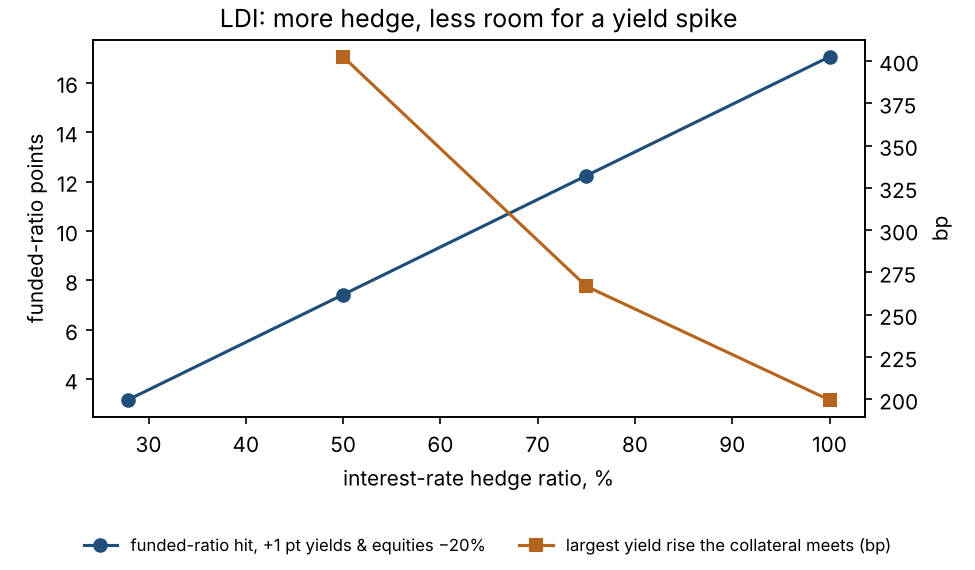 LDI: more hedge, less room for a yield spike
funded-ratio points
16
14
12
10
8
6
4
400
375
350
325
300
275
250
225
200
bp
30 40 50 60 70 80 90 100
interest-rate hedge ratio, %
funded-ratio hit, +1 pt yields & equities −20%
largest yield rise the collateral meets (bp)